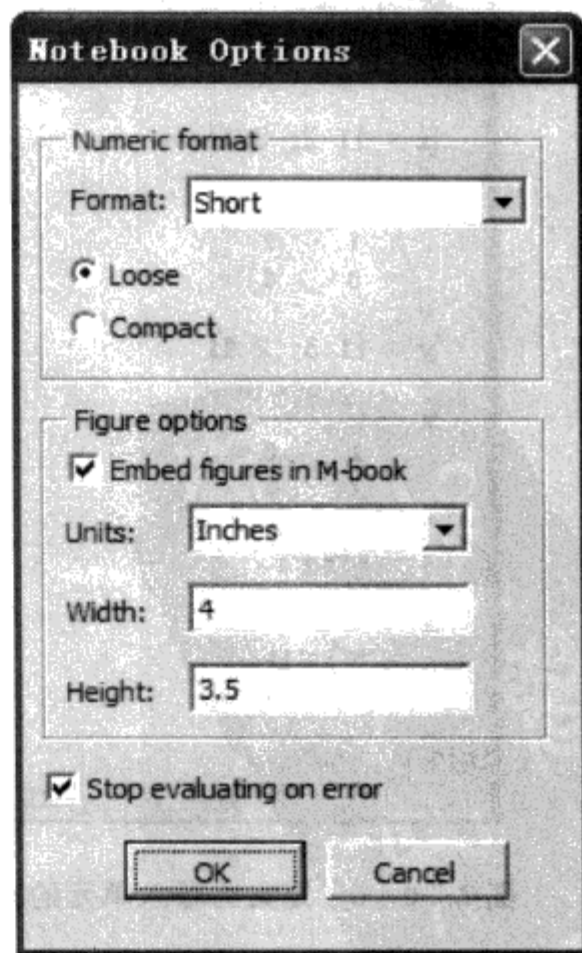 Notebook Options
Numeric format
Format: Short
Loose
Compact
Figure options
Embed figures in M-book
Units: Inches
Width: 4
Height: 3.5
Stop evaluating on error
OK Cancel